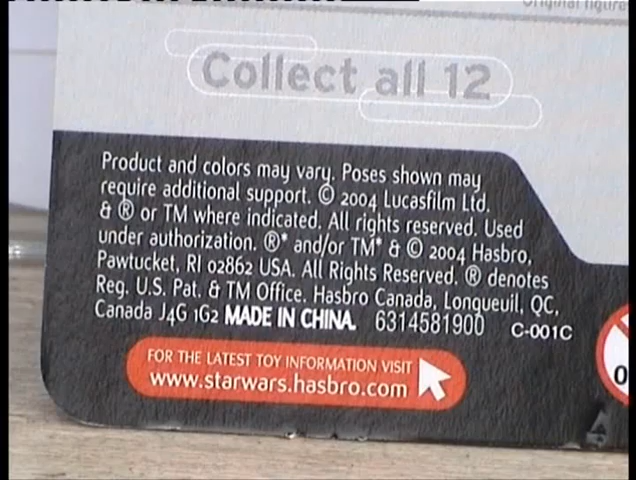 Original figure
Collect all 12
Product and colors may vary. Poses shown may
require additional support. © 2004 Lucasfilm Ltd.
& ® or TM where indicated. All rights reserved. Used
under authorization. ®* and/or TM* & © 2004 Hasbro,
Pawtucket, RI 02862 USA. All Rights Reserved. ® denotes
Reg. U.S. Pat. & TM Office. Hasbro Canada, Longueuil, QC,
Canada J4G 1G2 MADE IN CHINA. 6314581900 C-001C
FOR THE LATEST TOY INFORMATION VISIT
www.starwars.hasbro.com
0